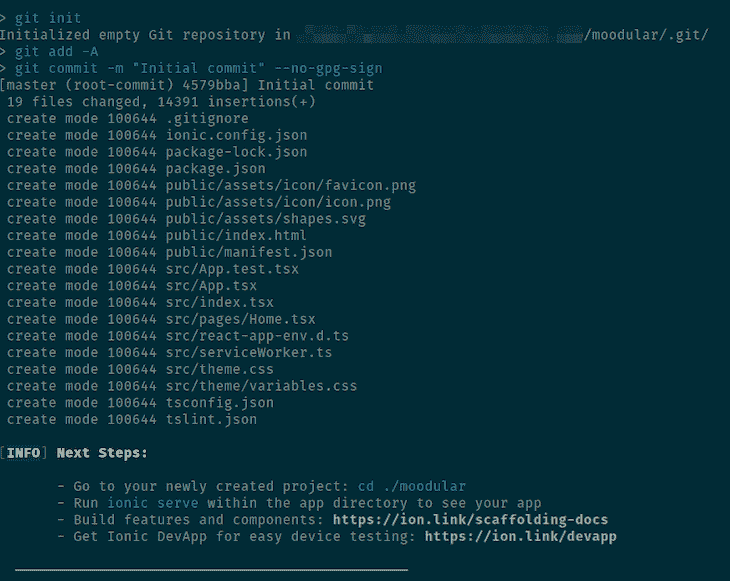 > git init
Initialized empty Git repository in /moodular/.git/
> git add -A
> git commit -m "Initial commit" --no-gpg-sign
[master (root-commit) 4579bba] Initial commit
19 files changed, 14391 insertions(+)
create mode 100644 .gitignore
create mode 100644 ionic.config.json
create mode 100644 package-lock.json
create mode 100644 package.json
create mode 100644 public/assets/icon/favicon.png
create mode 100644 public/assets/icon/icon.png
create mode 100644 public/assets/shapes.svg
create mode 100644 public/index.html
create mode 100644 public/manifest.json
create mode 100644 src/App.test.tsx
create mode 100644 src/App.tsx
create mode 100644 src/index.tsx
create mode 100644 src/pages/Home.tsx
create mode 100644 src/react-app-env.d.ts
create mode 100644 src/serviceWorker.ts
create mode 100644 src/theme.css
create mode 100644 src/theme/variables.css
create mode 100644 tsconfig.json
create mode 100644 tslint.json
[INFO] Next Steps:
- Go to your newly created project: cd ./moodular
- Run ionic serve within the app directory to see your app
- Build features and components: https://ion.link/scaffolding-docs
- Get Ionic DevApp for easy device testing: https://ion.link/devapp